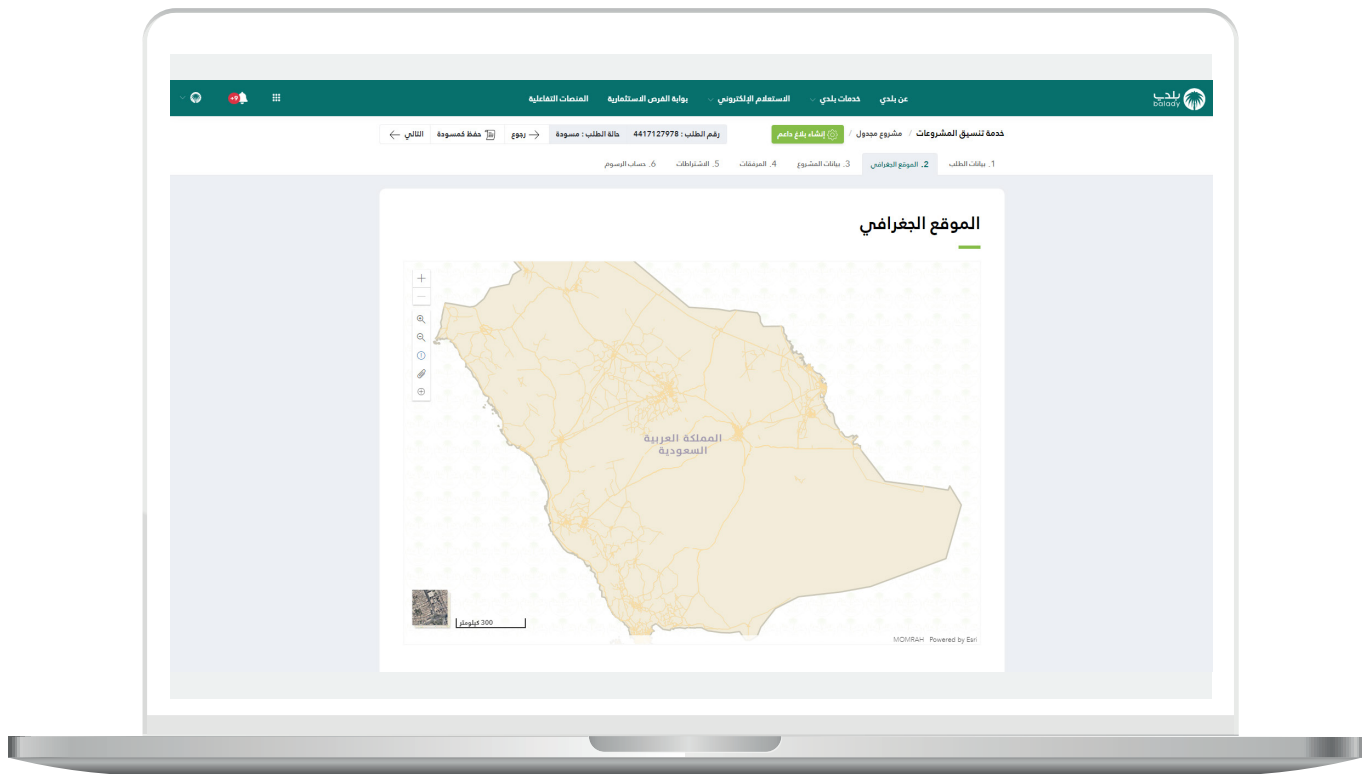 بلدي
balady
عن بلدي
خدمات بلدي
الاستعلام الإلكتروني
بوابة الفرص الاستثمارية
المنصات التفاعلية
+9
خدمة تنسيق المشروعات / مشروع مجدول /
إنشاء بلاغ داعم
رقم الطلب : 4417127978
حالة الطلب : مسودة
رجوع
حفظ كمسودة
التالي
1. بيانات الطلب
2. الموقع الجغرافي
3. بيانات المشروع
4. المرفقات
5. الاشتراطات
6. حساب الرسوم
الموقع الجغرافي
المملكة العربية
السعودية
300 كيلومتر
MOMRAH Powered by Esri